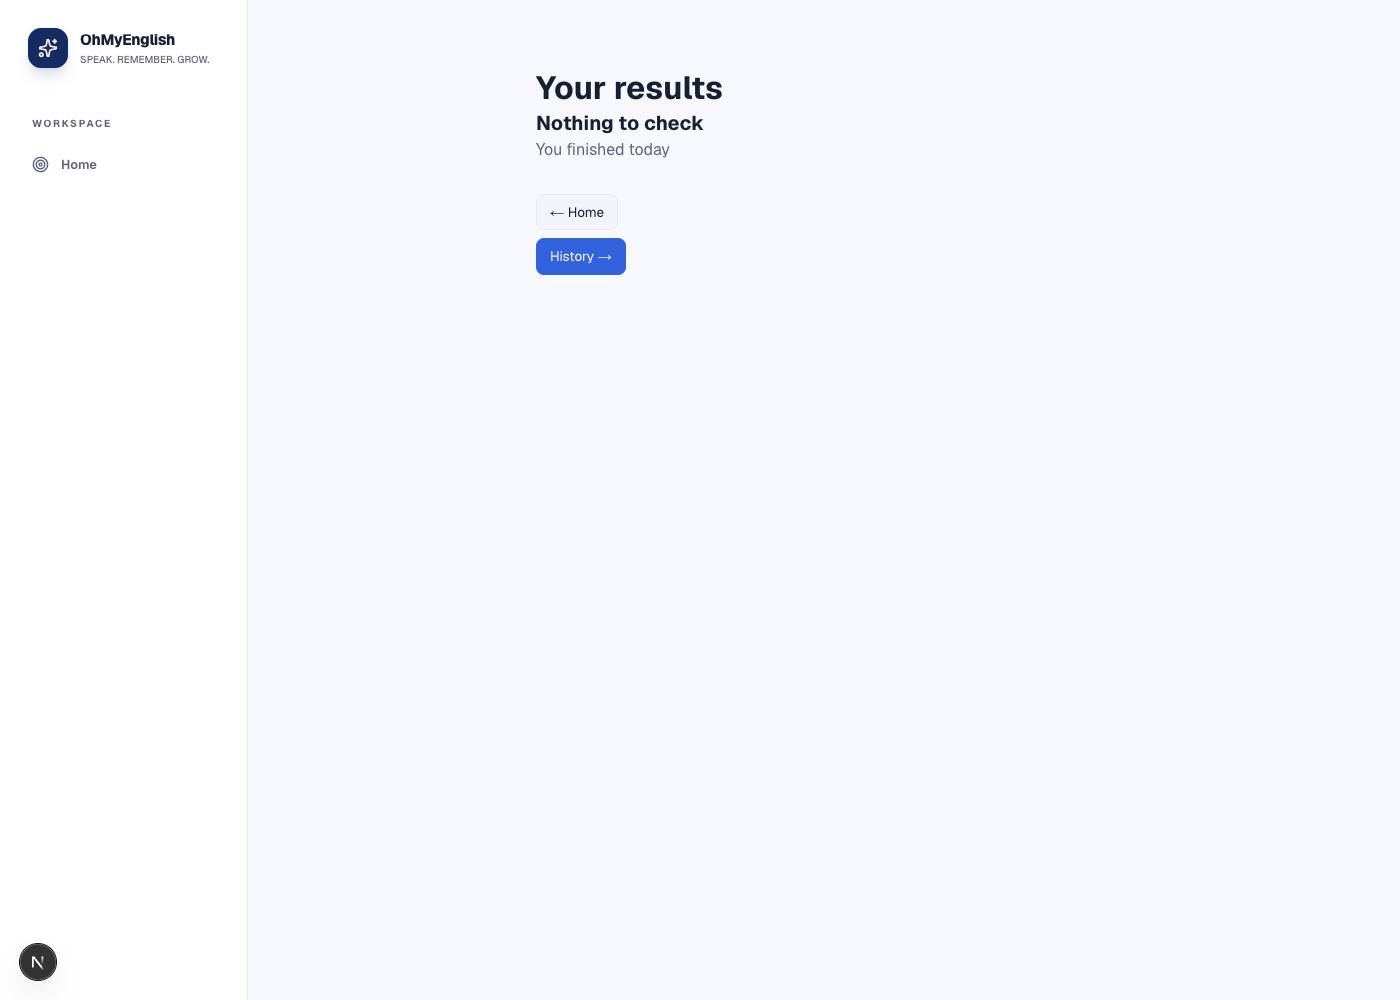 OhMyEnglish
SPEAK. REMEMBER. GROW.
WORKSPACE
Home
Your results
Nothing to check
You finished today
← Home
History →
N